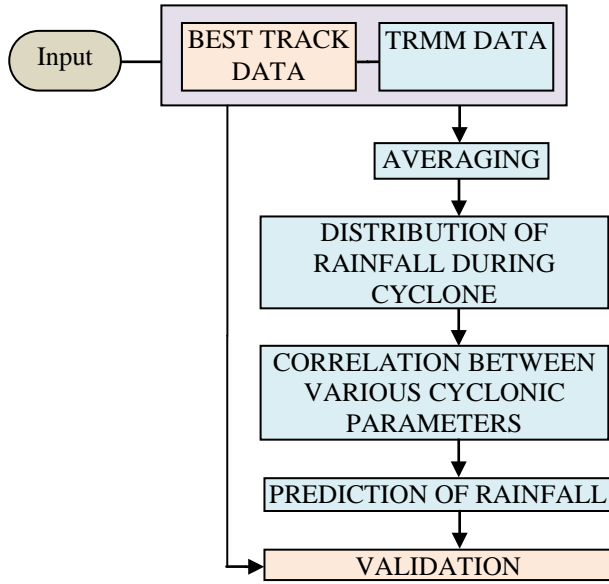 Input
BEST TRACK
DATA
TRMM DATA
AVERAGING
DISTRIBUTION OF
RAINFALL DURING
CYCLONE
CORRELATION BETWEEN
VARIOUS CYCLONIC
PARAMETERS
PREDICTION OF RAINFALL
VALIDATION